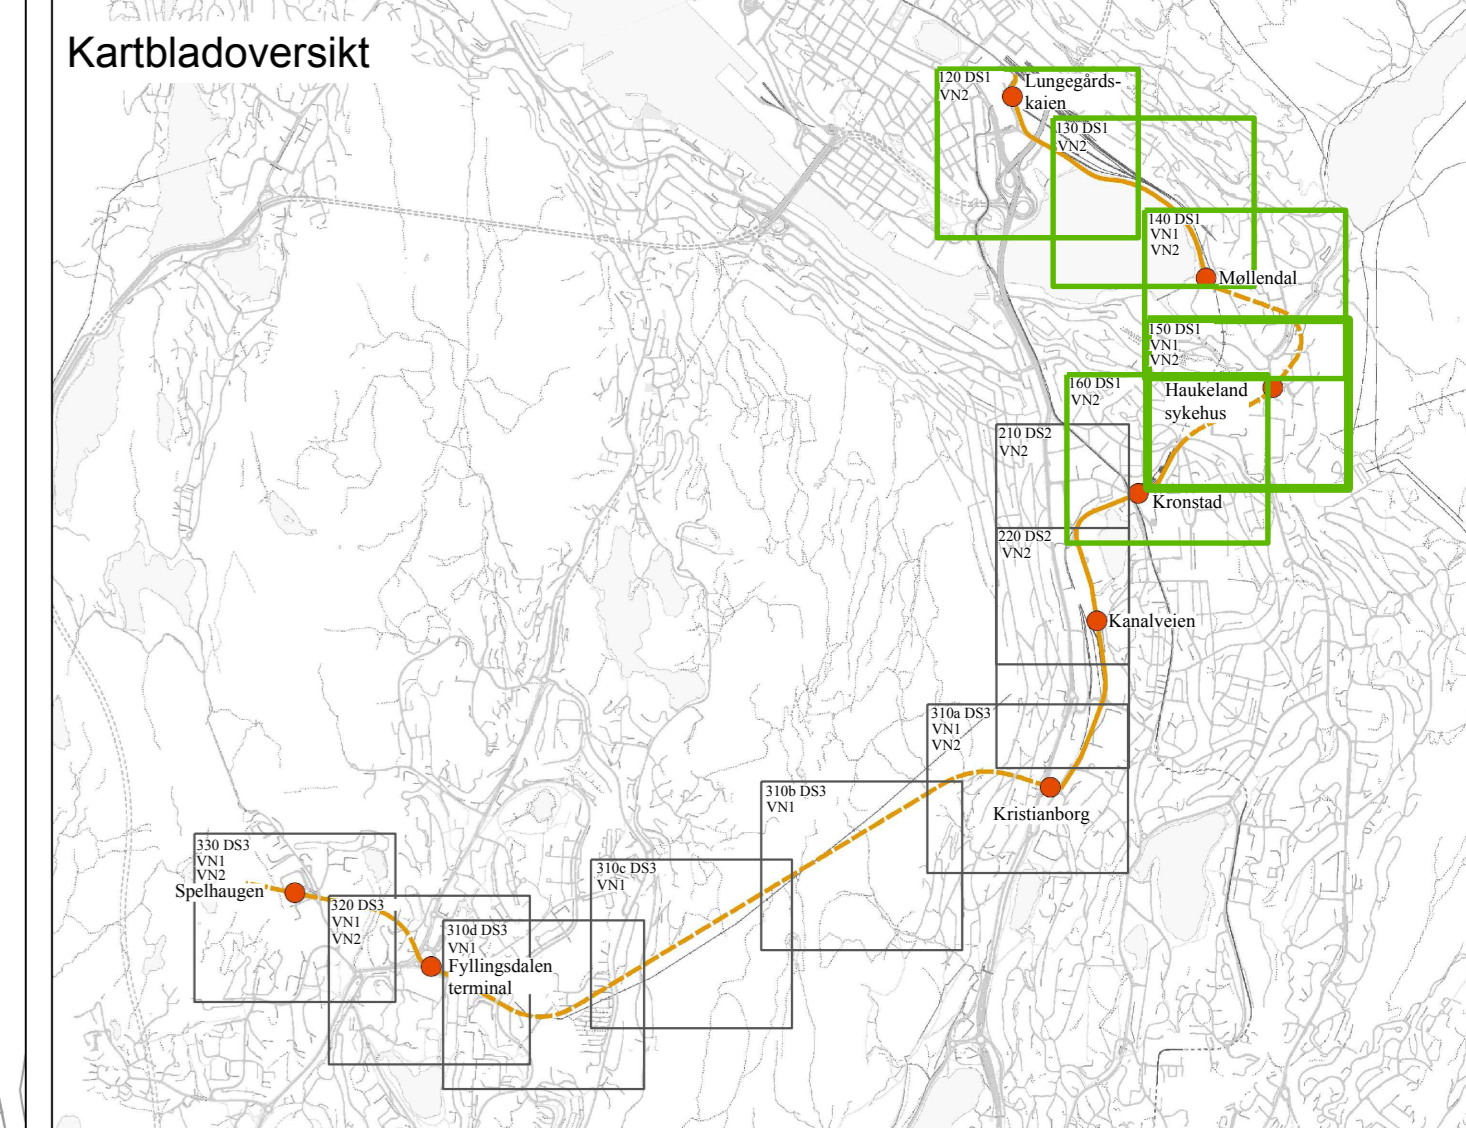 Kartbladoversikt
120 DS1
VN2
Lungegårds-
kaien
130 DS1
VN2
140 DS1
VN1
VN2
Møllendal
150 DS1
VN1
VN2
160 DS1
VN2
Haukeland
sykehus
210 DS2
VN2
Kronstad
220 DS2
VN2
Kanalveien
310a DS3
VN1
VN2
310b DS3
VN1
Kristianborg
330 DS3
VN1
VN2
Spelhaugen
310c DS3
VN1
320 DS3
VN1
VN2
310d DS3
VN1
Fyllingsdalen
terminal